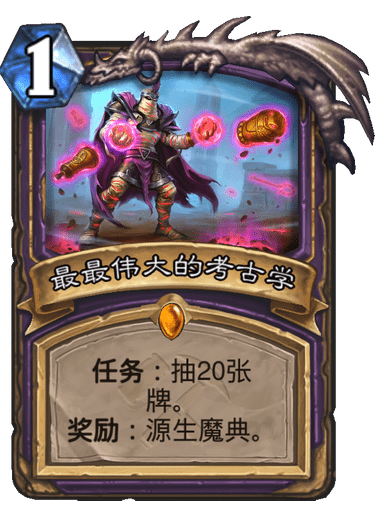 1
最最伟大的考古学
任务：抽20张
牌。
奖励：源生魔典。